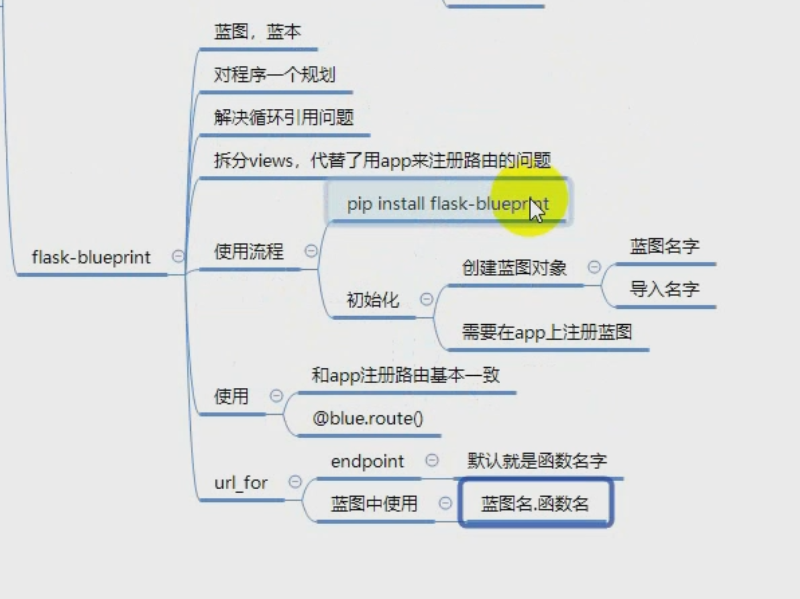 蓝图，蓝本
对程序一个规划
解决循环引用问题
拆分views，代替了用app来注册路由的问题
pip install flask-blueprint
flask-blueprint
使用流程
蓝图名字
创建蓝图对象
导入名字
初始化
需要在app上注册蓝图
和app注册路由基本一致
使用
@blue.route()
endpoint
默认就是函数名字
url_for
蓝图中使用
蓝图名.函数名